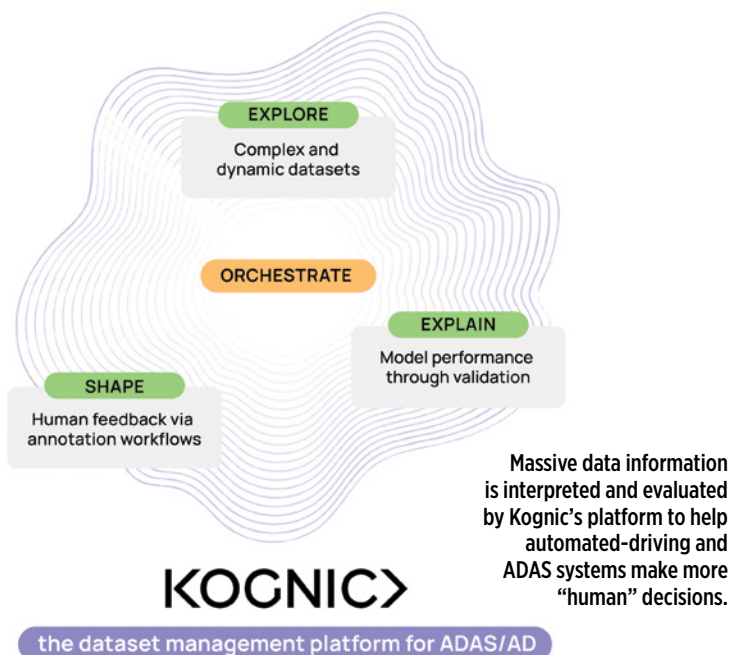 EXPLORE
Complex and
dynamic datasets
ORCHESTRATE
EXPLAIN
Model performance
through validation
SHAPE
Human feedback via
annotation workflows
Massive data information
is interpreted and evaluated
by Kognic’s platform to help
automated-driving and
ADAS systems make more
“human” decisions.
KOGNIC
the dataset management platform for ADAS/AD